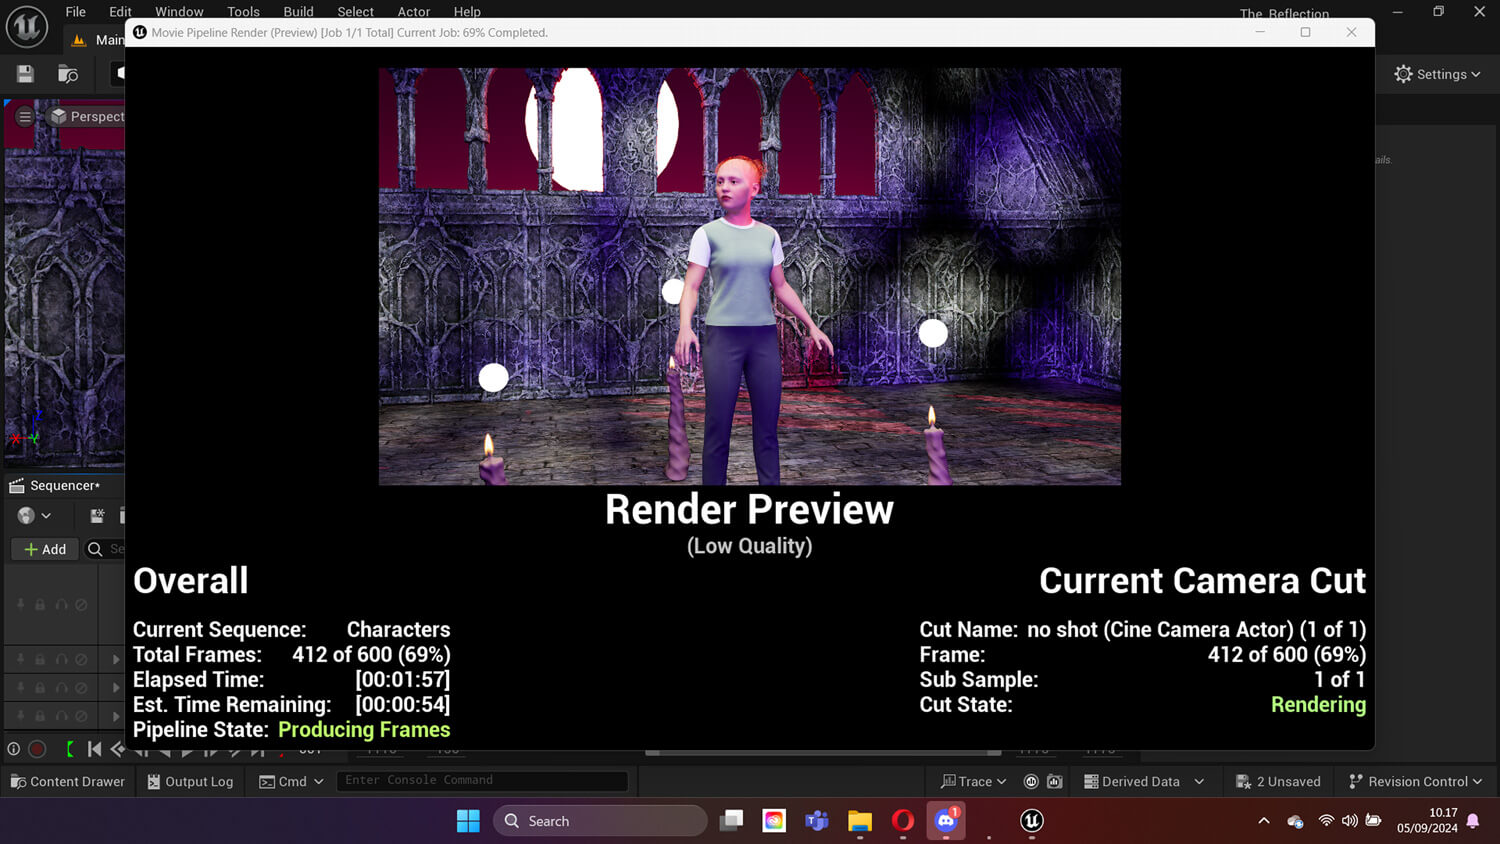 File Edit Window Tools Build Select Actor Help
The_Reflection
Main
Movie Pipeline Render (Preview) [Job 1/1 Total] Current Job: 69% Completed.
Settings
Perspect
ails.
Render Preview
(Low Quality)
Overall
Current Sequence: Characters
Total Frames: 412 of 600 (69%)
Elapsed Time: [00:01:57]
Est. Time Remaining: [00:00:54]
Pipeline State: Producing Frames
Current Camera Cut
Cut Name: no shot (Cine Camera Actor) (1 of 1)
Frame: 412 of 600 (69%)
Sub Sample: 1 of 1
Cut State: Rendering
Sequencer*
Add Se
Content Drawer Output Log Cmd Enter Console Command Trace Derived Data 2 Unsaved Revision Control
Search
1
10.17
05/09/2024